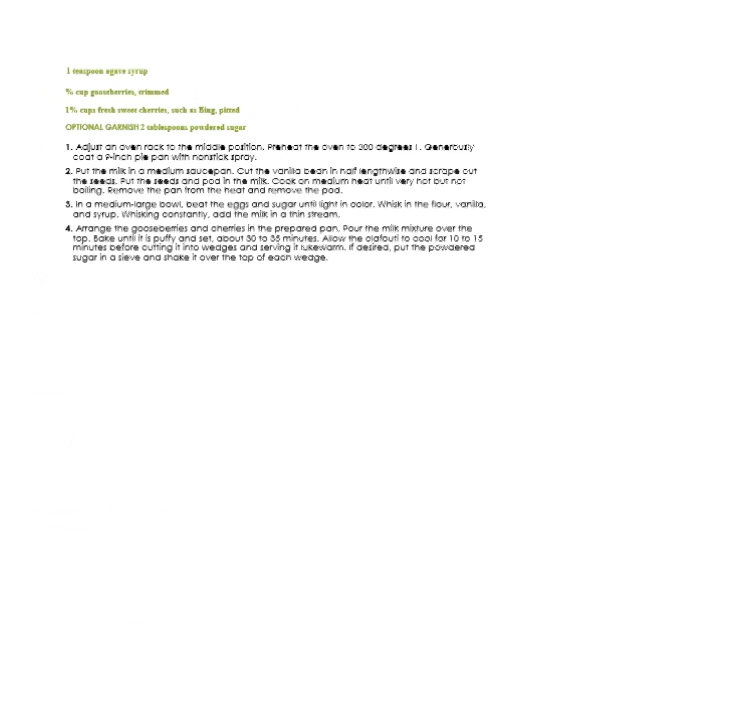 1 teaspoon agave syrup
% cup gooseberries, trimmed
1% cups fresh sweet cherries, such as Bing, pitted
OPTIONAL GARNISH 2 tablespoons powdered sugar
1. Adjust an oven rack to the middle position. Preheat the oven to 300 degrees F. Generously
coat a 9-inch pie pan with nonstick spray.
2. Put the milk in a medium saucepan. Cut the vanilla bean in half lengthwise and scrape out
the seeds. Put the seeds and pod in the milk. Cook on medium heat until very hot but not
boiling. Remove the pan from the heat and remove the pod.
3. In a medium-large bowl, beat the eggs and sugar until light in color. Whisk in the flour, vanilla,
and syrup. Whisking constantly, add the milk in a thin stream.
4. Arrange the gooseberries and cherries in the prepared pan. Pour the milk mixture over the
top. Bake until it is puffy and set, about 30 to 35 minutes. Allow the clafouti to cool for 10 to 15
minutes before cutting it into wedges and serving it lukewarm. If desired, put the powdered
sugar in a sieve and shake it over the top of each wedge.